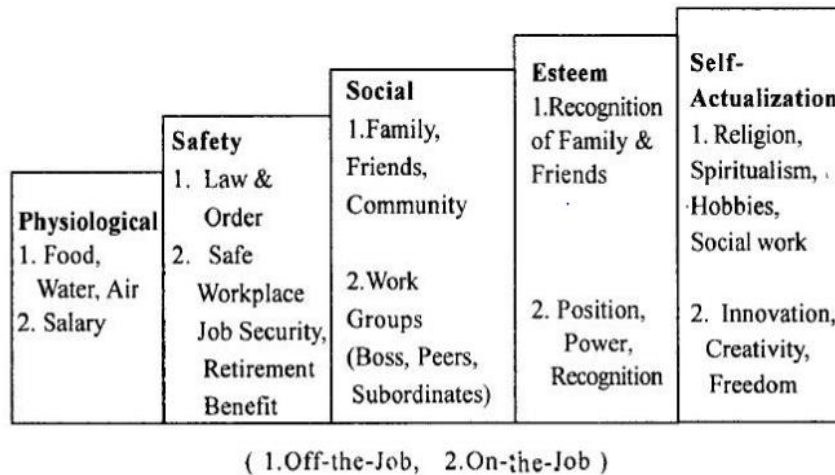 Physiological
1. Food,
Water, Air
2. Salary
Safety
1. Law &
Order
2. Safe
Workplace
Job Security,
Retirement
Benefit
Social
1.Family,
Friends,
Community
2.Work
Groups
(Boss, Peers,
Subordinates)
Esteem
1.Recognition
of Family &
Friends
2. Position,
Power,
Recognition
Self-
Actualization
1. Religion,
Spiritualism,
Hobbies,
Social work
2. Innovation,
Creativity,
Freedom
( 1.Off-the-Job, 2.On-the-Job )